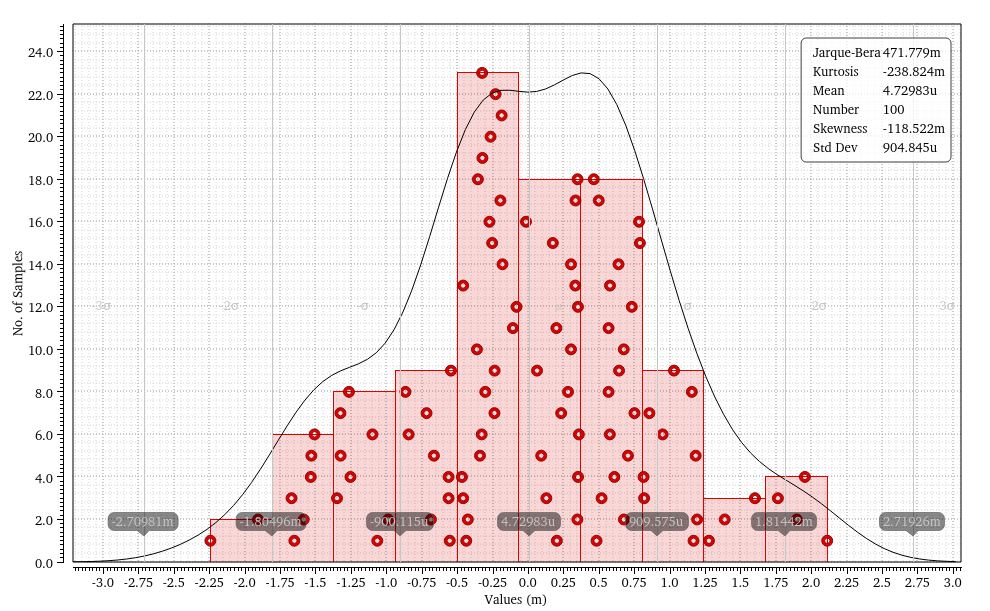 24.0
22.0
20.0
18.0
16.0
14.0
12.0
10.0
8.0
6.0
4.0
2.0
0.0
No. of Samples
Jarque-Bera 471.779m
Kurtosis -238.824m
Mean 4.72983u
Number 100
Skewness -118.522m
Std Dev 904.845u
-3σ -2σ -σ σ 2σ 3σ
-2.70981m -1.80496m -900.115u 4.72983u 909.575u 1.81442m 2.71926m
-3.0 -2.75 -2.5 -2.25 -2.0 -1.75 -1.5 -1.25 -1.0 -0.75 -0.5 -0.25 0.0 0.25 0.5 0.75 1.0 1.25 1.5 1.75 2.0 2.25 2.5 2.75 3.0
Values (m)